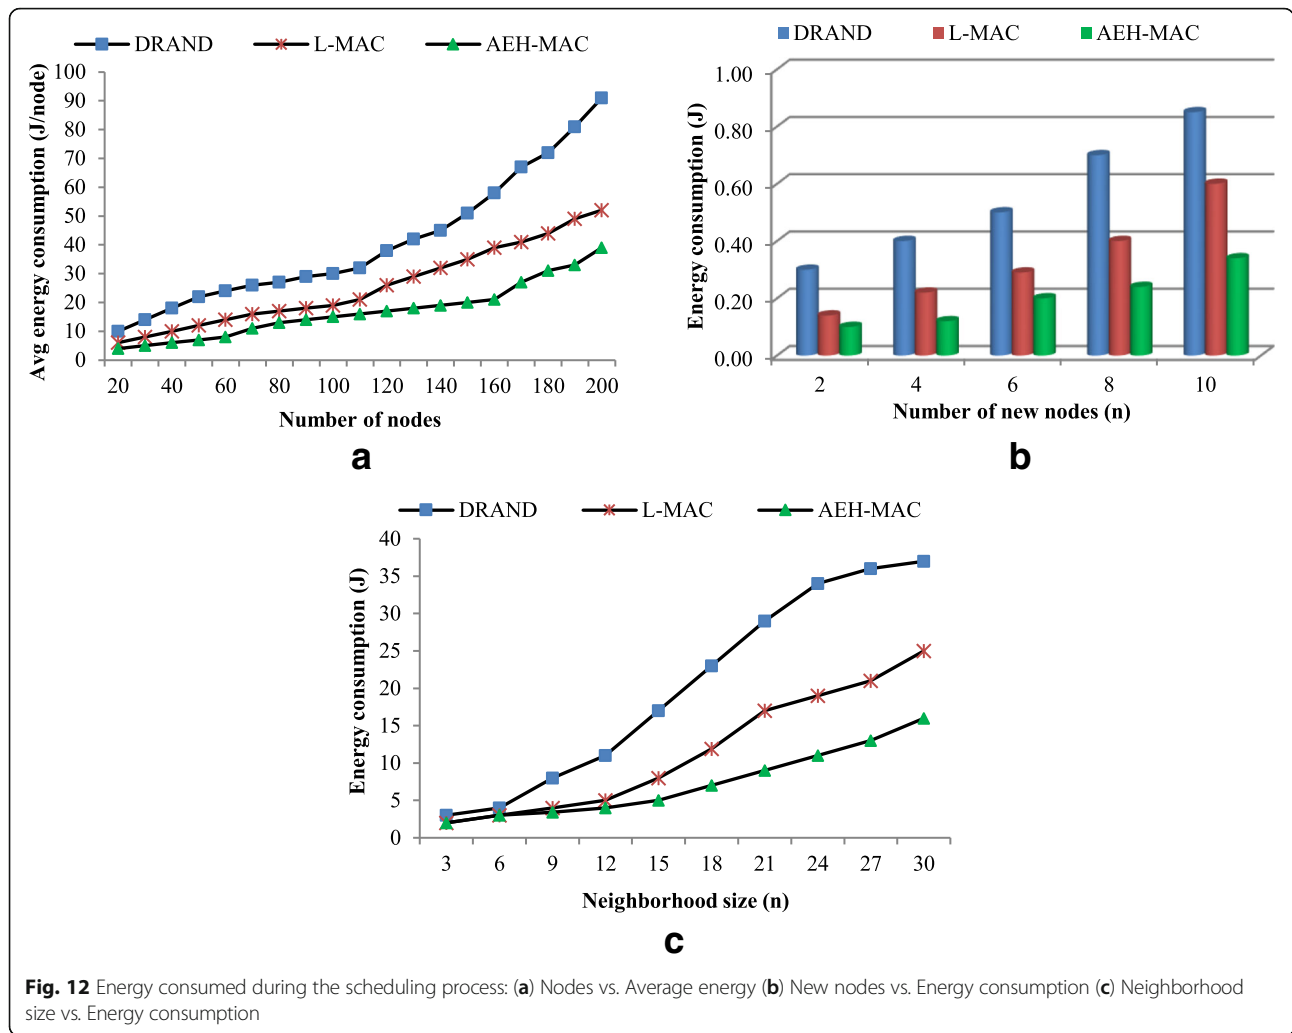 DRAND L-MAC AEH-MAC
100
90
80
70
60
50
40
30
20
10
0
Avg energy consumption (J/node)
20 40 60 80 100 120 140 160 180 200
Number of nodes
a
DRAND L-MAC AEH-MAC
1.00
0.80
0.60
0.40
0.20
0.00
Energy consumption (J)
2 4 6 8 10
Number of new nodes (n)
b
DRAND L-MAC AEH-MAC
40
35
30
25
20
15
10
5
0
Energy consumption (J)
3 6 9 12 15 18 21 24 27 30
Neighborhood size (n)
c
Fig. 12 Energy consumed during the scheduling process: (a) Nodes vs. Average energy (b) New nodes vs. Energy consumption (c) Neighborhood
size vs. Energy consumption